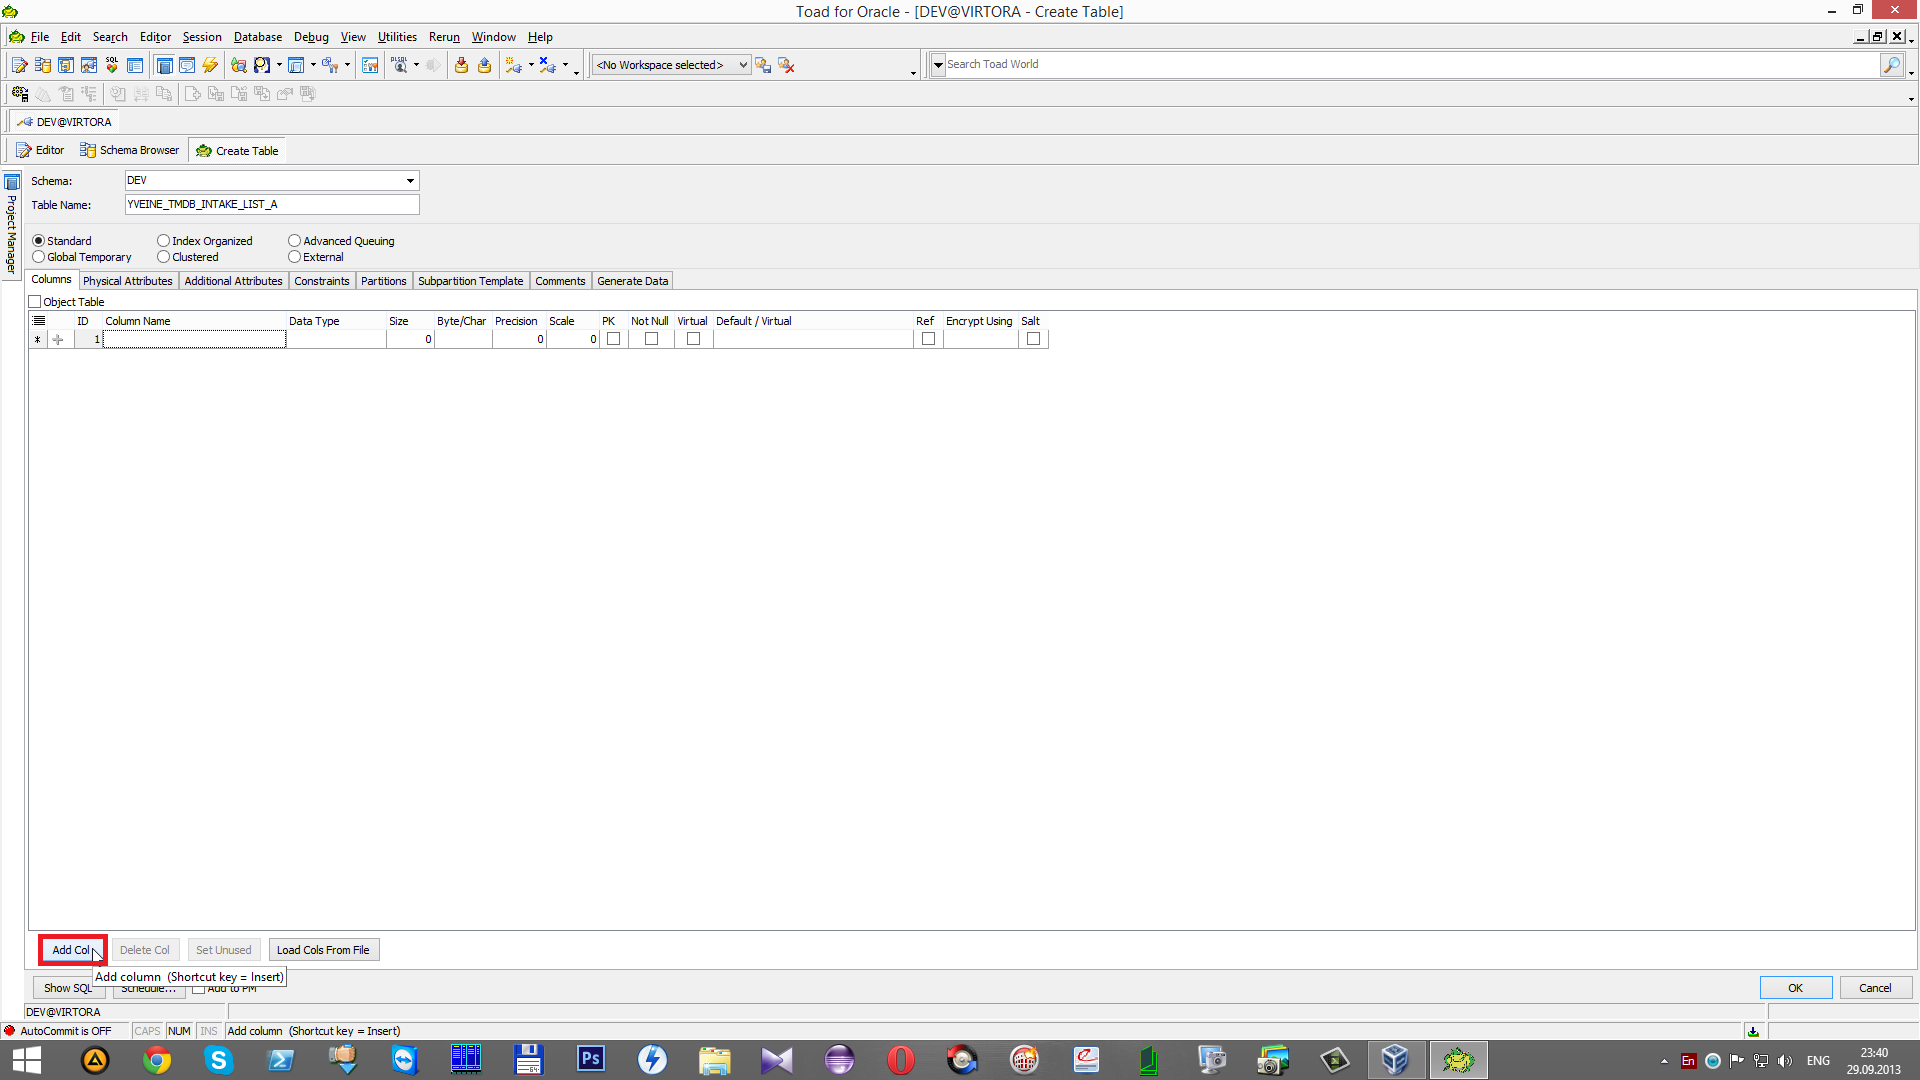 Toad for Oracle - [DEV@VIRTORA - Create Table]
File Edit Search Editor Session Database Debug View Utilities Rerun Window Help
SQL
PLSQL
<No Workspace selected>
Search Toad World
DEV@VIRTORA
Editor Schema Browser Create Table
Project Manager
Schema: DEV
Table Name: YVEINE_TMDB_INTAKE_LIST_A
Standard Index Organized Advanced Queuing
Global Temporary Clustered External
Columns Physical Attributes Additional Attributes Constraints Partitions Subpartition Template Comments Generate Data
Object Table
ID Column Name Data Type Size Byte/Char Precision Scale PK Not Null Virtual Default / Virtual Ref Encrypt Using Salt
* 1 0 0 0
Add Col Delete Col Set Unused Load Cols From File
Add column (Shortcut key = Insert)
Show SQL Schedule... Add to PM OK Cancel
DEV@VIRTORA
AutoCommit is OFF CAPS NUM INS Add column (Shortcut key = Insert)
64
Ps
En
ENG
23:40
29.09.2013